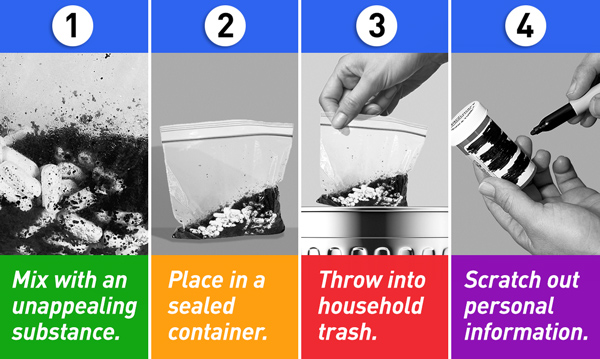 1
2
3
4
Mix with an
unappealing
substance.
Place in a
sealed
container.
Throw into
household
trash.
Scratch out
personal
information.